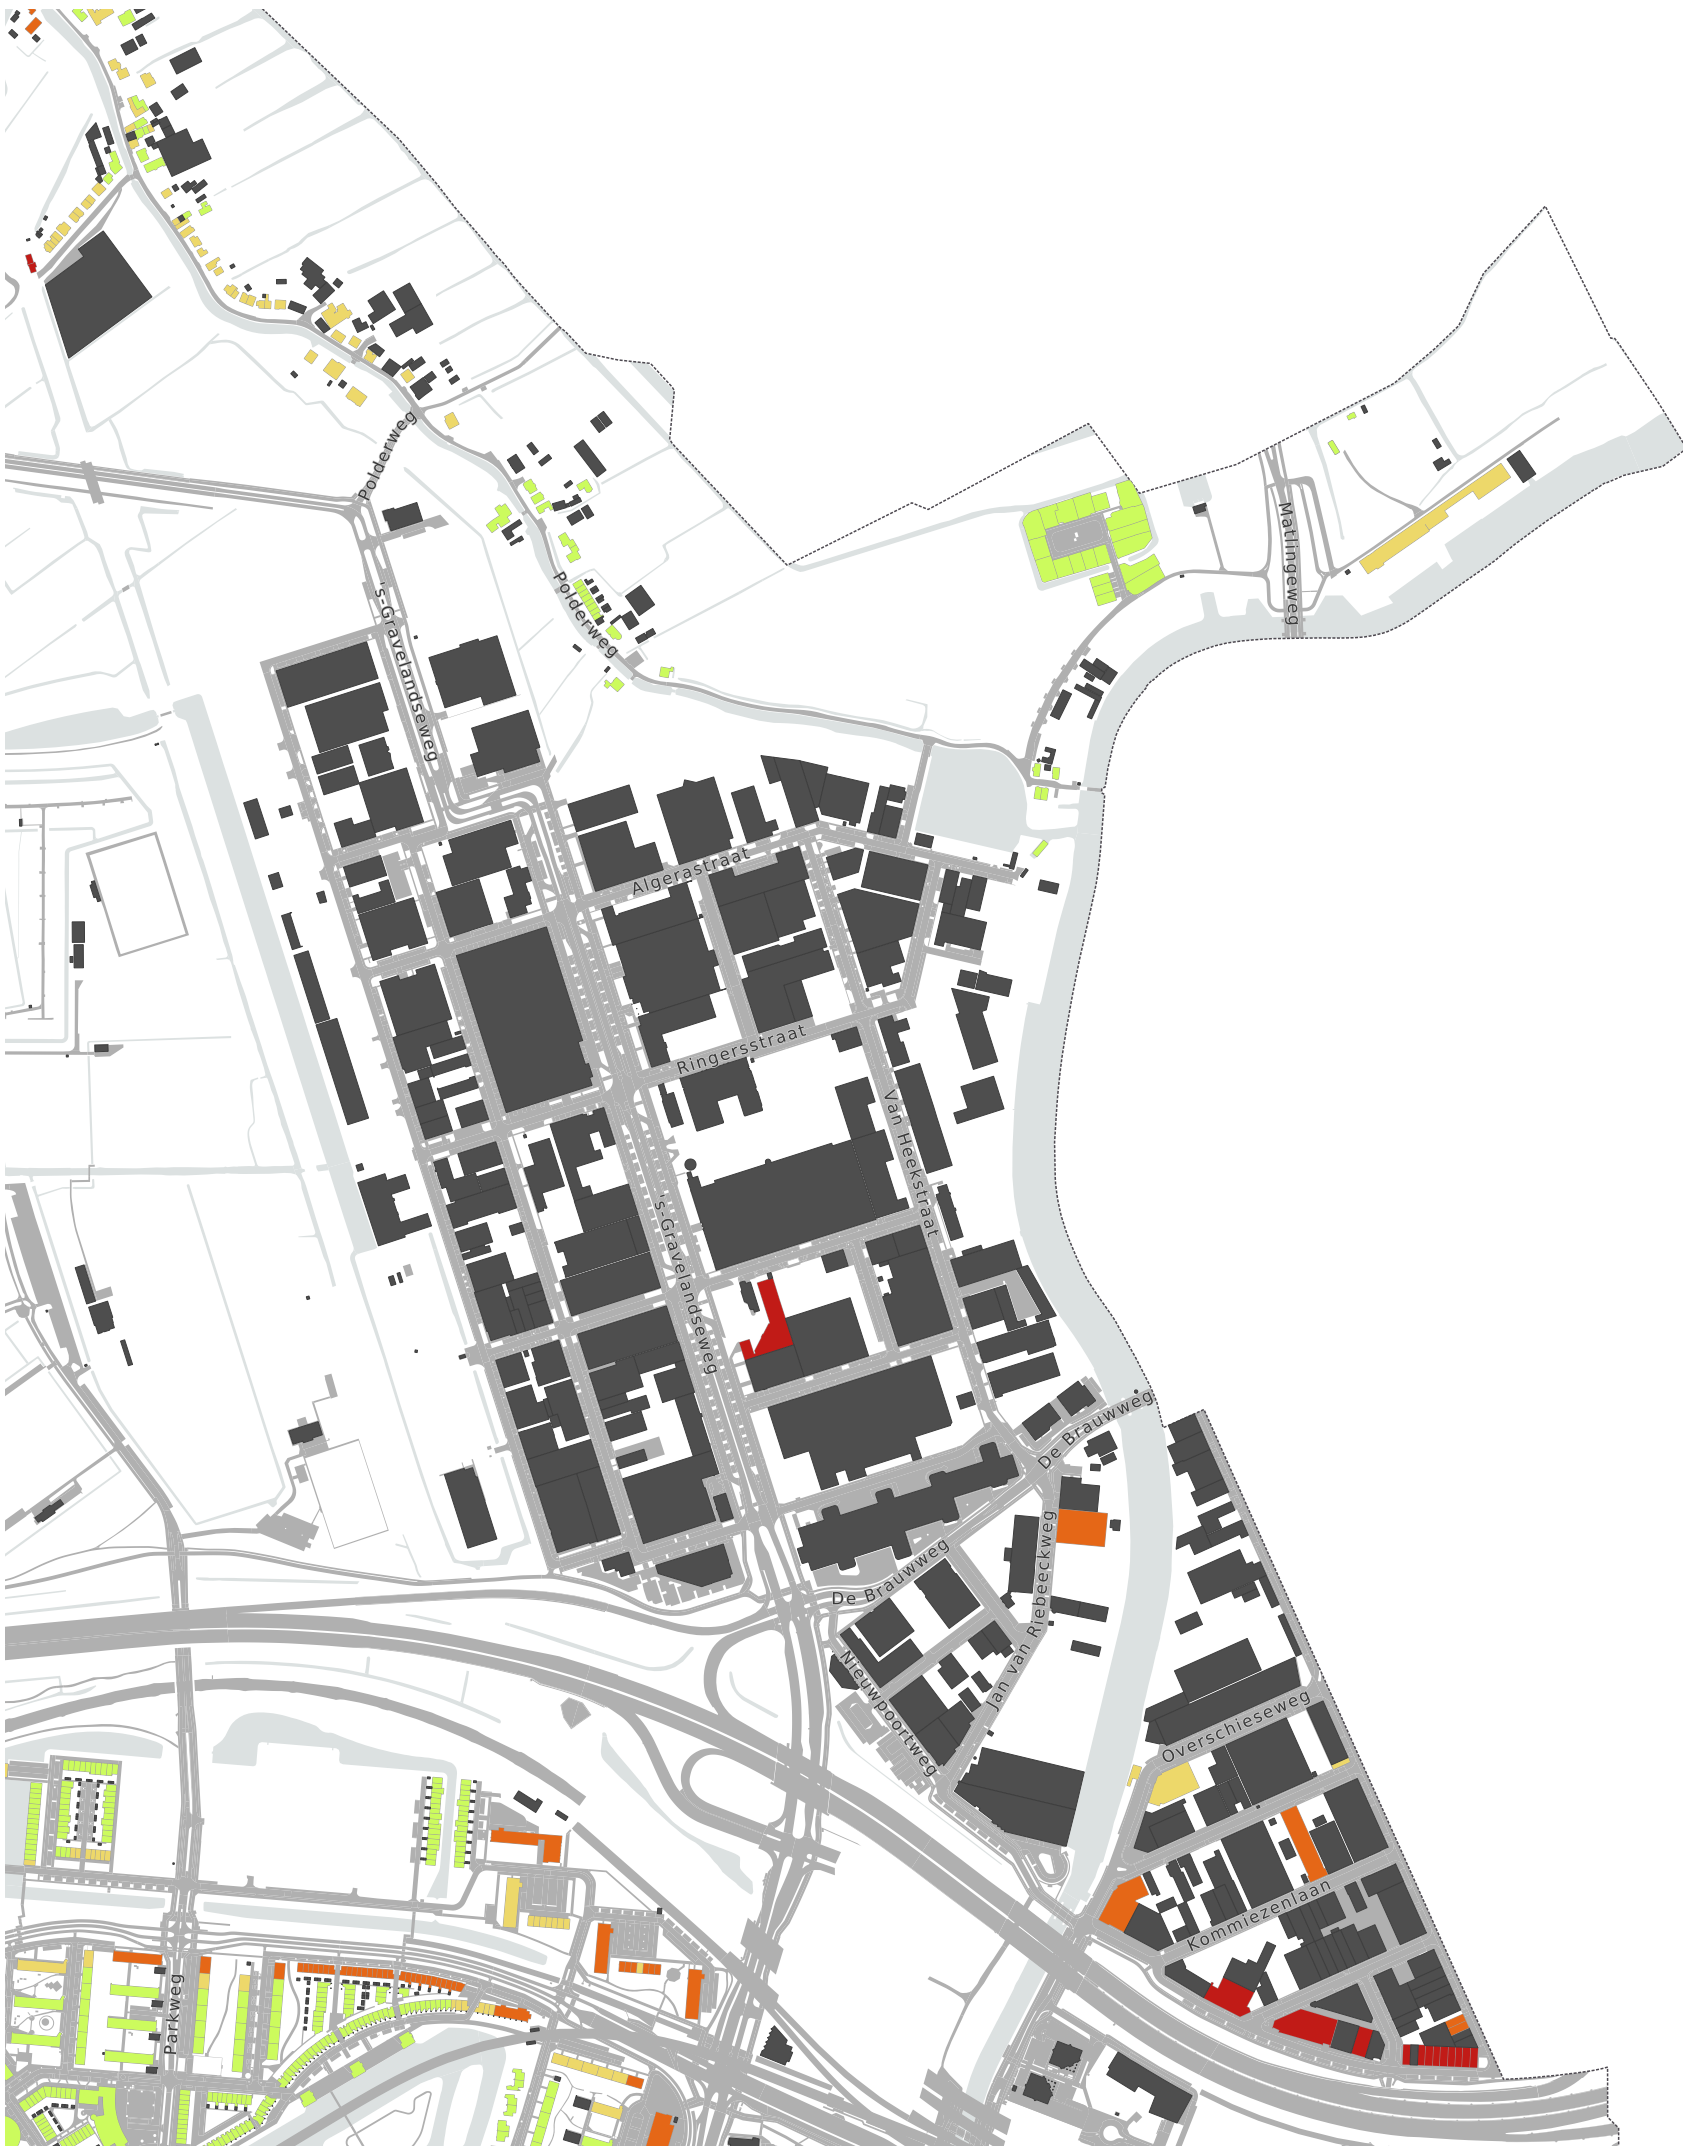 Polderweg
Matlingeweg
's-Gravelandseweg
Polderweg
Algerastraat
Ringersstraat
Van Heekstraat
's-Gravelandseweg
De Brauwweg
De Brauwweg
Jan van Riebeeckweg
Nieuwpoortweg
Overschieseweg
Kommiezenlaan
Parkweg